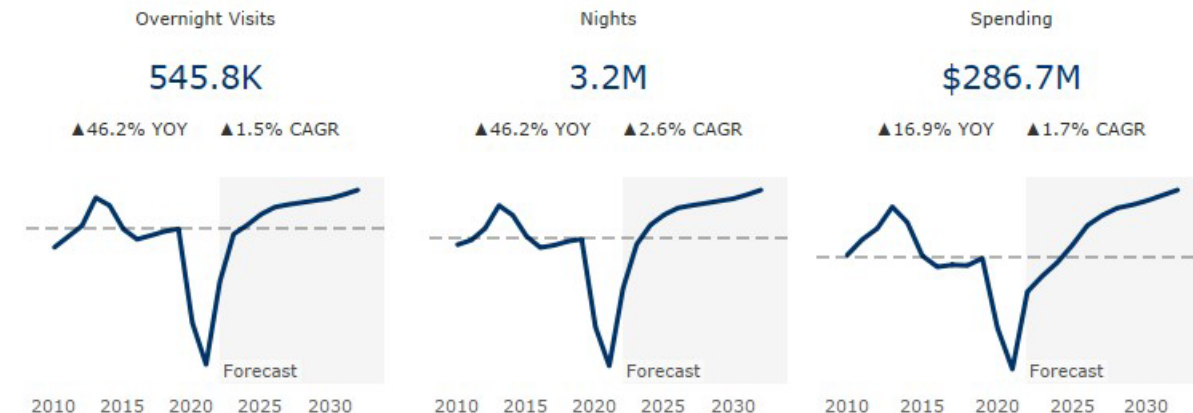 Overnight Visits
545.8K
▲46.2% YOY ▲1.5% CAGR
Forecast
2010 2015 2020 2025 2030
Nights
3.2M
▲46.2% YOY ▲2.6% CAGR
Forecast
2010 2015 2020 2025 2030
Spending
$286.7M
▲16.9% YOY ▲1.7% CAGR
Forecast
2010 2015 2020 2025 2030